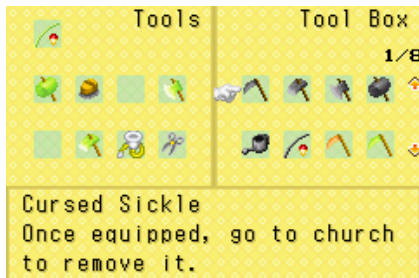 Tools
Tool Box
1/8
Cursed Sickle
Once equipped, go to church
to remove it.